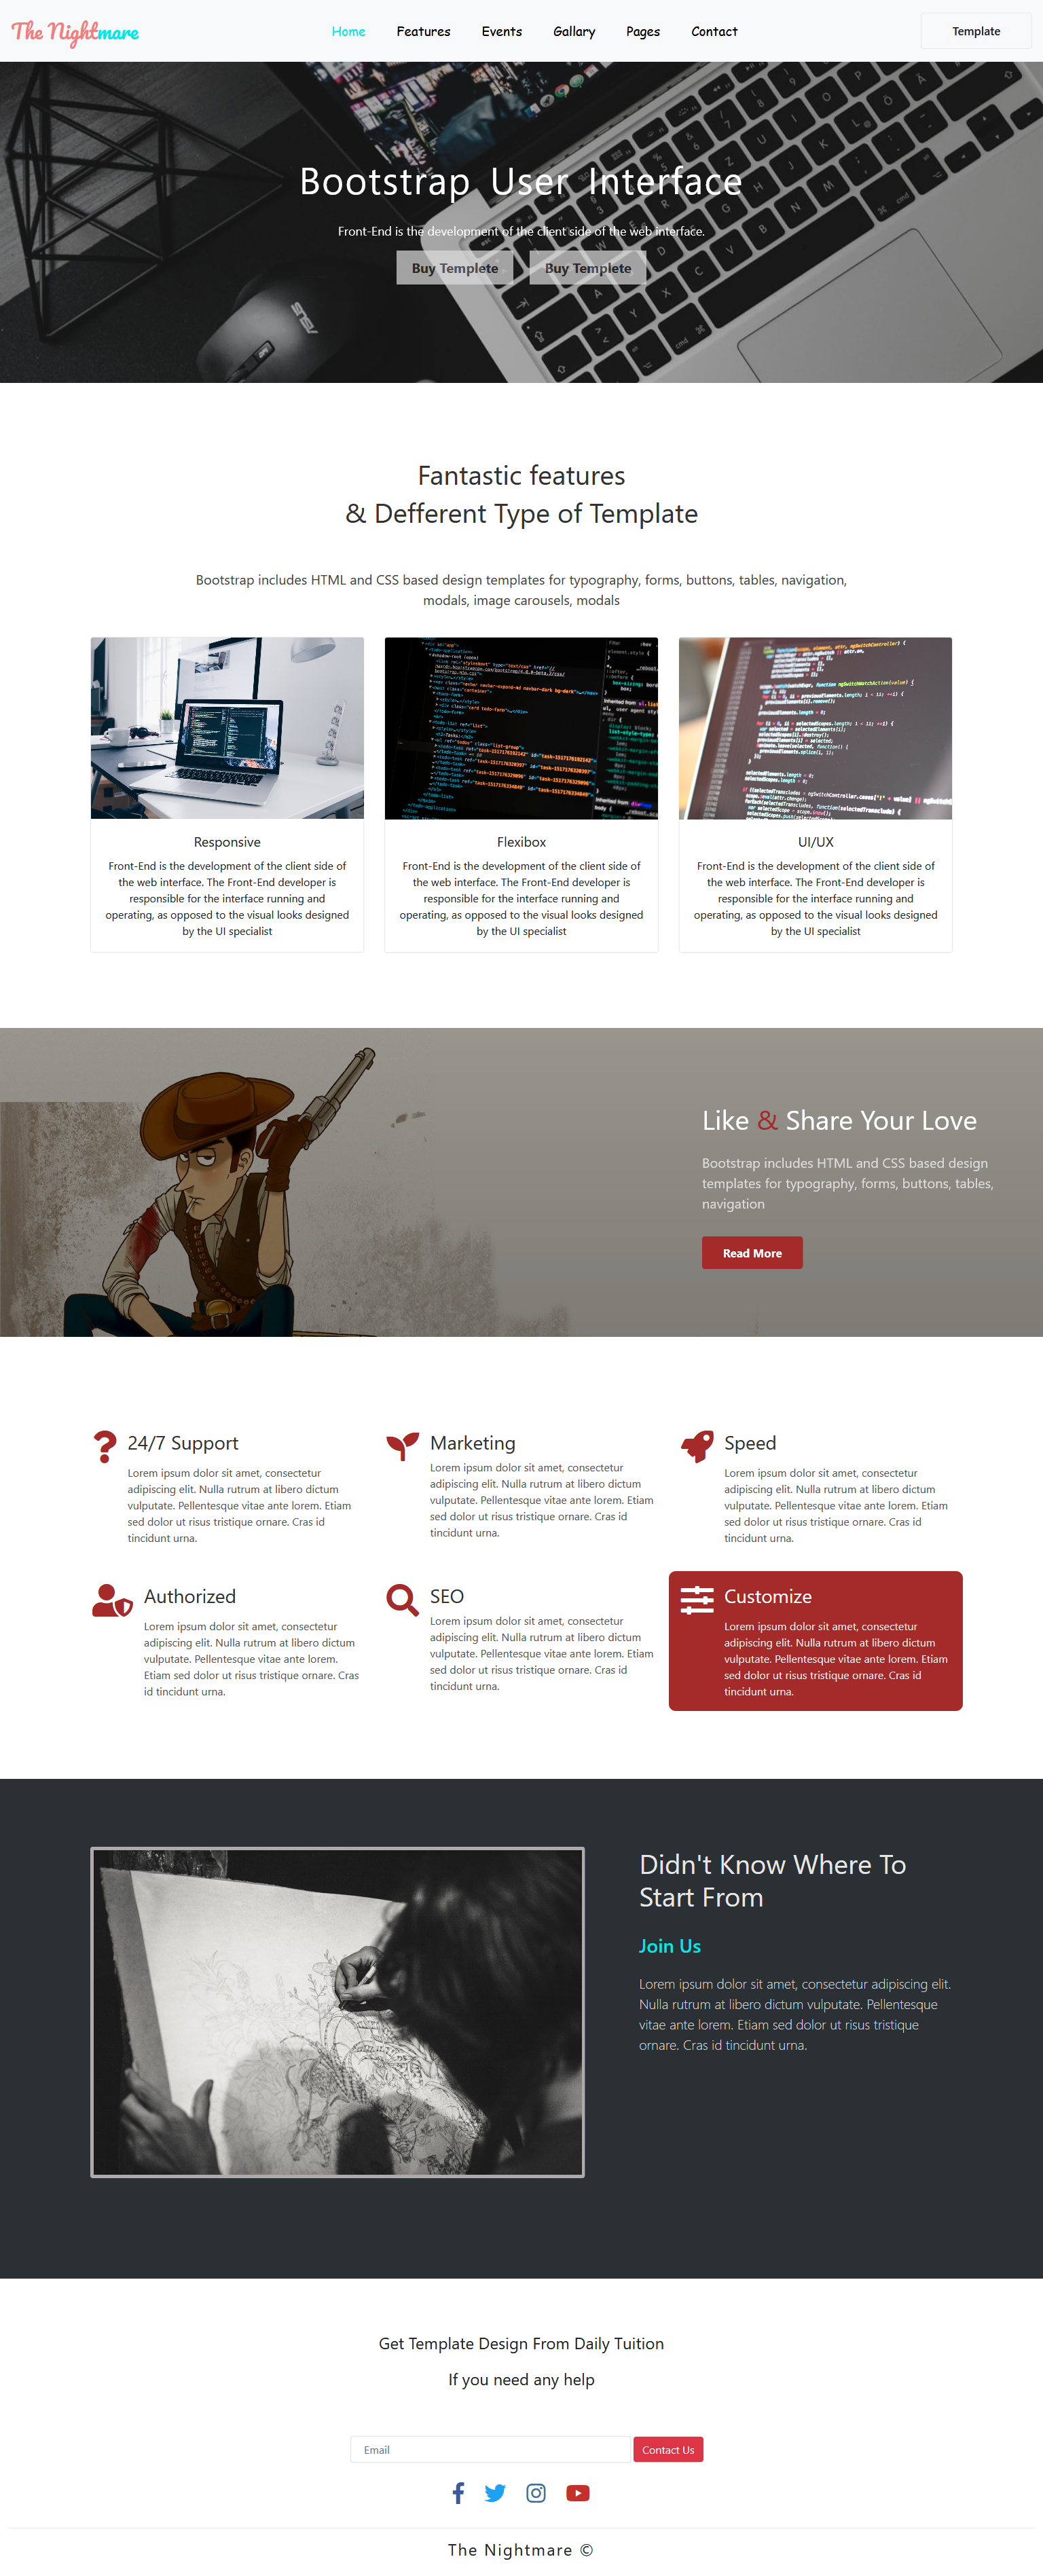 The Nightmare
Home Features Events Gallary Pages Contact
Template
Bootstrap User Interface
Front-End is the development of the client side of the web interface.
Buy Templete Buy Templete
Fantastic features
& Defferent Type of Template
Bootstrap includes HTML and CSS based design templates for typography, forms, buttons, tables, navigation,
modals, image carousels, modals
Responsive
Front-End is the development of the client side of
the web interface. The Front-End developer is
responsible for the interface running and
operating, as opposed to the visual looks designed
by the UI specialist
Flexibox
Front-End is the development of the client side of
the web interface. The Front-End developer is
responsible for the interface running and
operating, as opposed to the visual looks designed
by the UI specialist
UI/UX
Front-End is the development of the client side of
the web interface. The Front-End developer is
responsible for the interface running and
operating, as opposed to the visual looks designed
by the UI specialist
Like & Share Your Love
Bootstrap includes HTML and CSS based design
templates for typography, forms, buttons, tables,
navigation
Read More
24/7 Support
Lorem ipsum dolor sit amet, consectetur
adipiscing elit. Nulla rutrum at libero dictum
vulputate. Pellentesque vitae ante lorem. Etiam
sed dolor ut risus tristique ornare. Cras id
tincidunt urna.
Marketing
Lorem ipsum dolor sit amet, consectetur
adipiscing elit. Nulla rutrum at libero dictum
vulputate. Pellentesque vitae ante lorem. Etiam
sed dolor ut risus tristique ornare. Cras id
tincidunt urna.
Speed
Lorem ipsum dolor sit amet, consectetur
adipiscing elit. Nulla rutrum at libero dictum
vulputate. Pellentesque vitae ante lorem. Etiam
sed dolor ut risus tristique ornare. Cras id
tincidunt urna.
Authorized
Lorem ipsum dolor sit amet, consectetur
adipiscing elit. Nulla rutrum at libero dictum
vulputate. Pellentesque vitae ante lorem.
Etiam sed dolor ut risus tristique ornare. Cras
id tincidunt urna.
SEO
Lorem ipsum dolor sit amet, consectetur
adipiscing elit. Nulla rutrum at libero dictum
vulputate. Pellentesque vitae ante lorem. Etiam
sed dolor ut risus tristique ornare. Cras id
tincidunt urna.
Customize
Lorem ipsum dolor sit amet, consectetur
adipiscing elit. Nulla rutrum at libero dictum
vulputate. Pellentesque vitae ante lorem. Etiam
sed dolor ut risus tristique ornare. Cras id
tincidunt urna.
Didn't Know Where To
Start From
Join Us
Lorem ipsum dolor sit amet, consectetur adipiscing elit.
Nulla rutrum at libero dictum vulputate. Pellentesque
vitae ante lorem. Etiam sed dolor ut risus tristique
ornare. Cras id tincidunt urna.
Get Template Design From Daily Tuition
If you need any help
Email
Contact Us
The Nightmare ©